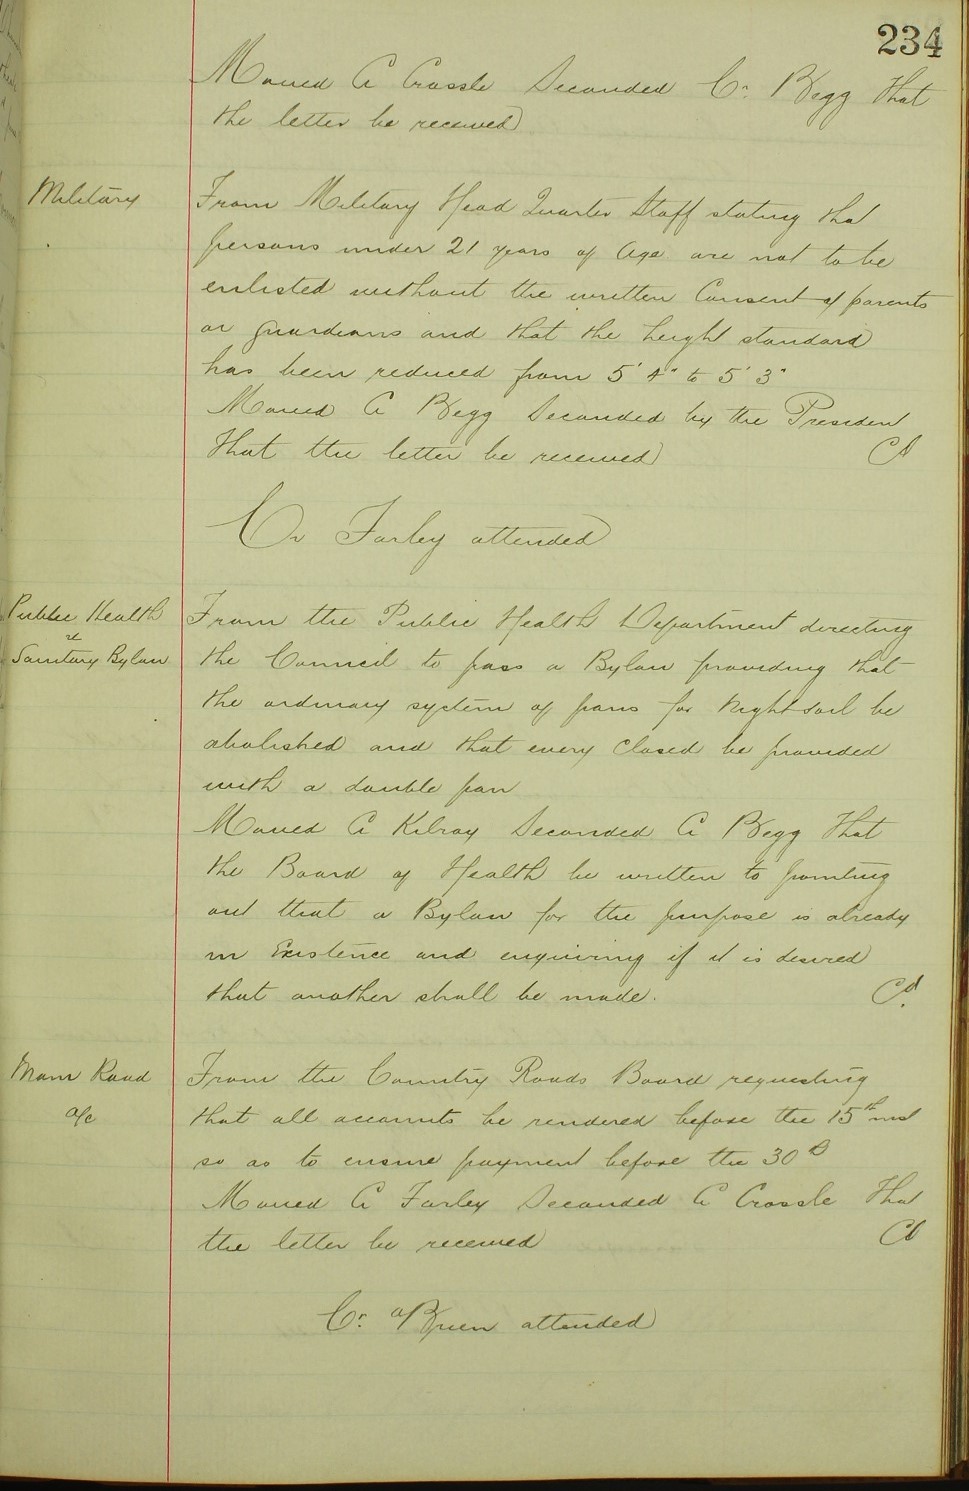 234
Moved Cr Crossle Seconded Cr. Begg That
the letter be received
Military
From Military Head Quarter Staff stating that
persons under 21 years of age are not to be
enlisted without the written Consent of parents
or guardians and that the height standard
has been reduced from 5' 4" to 5' 3"
Moved Cr Begg Seconded by the President
That the letter be received Cd
Cr Farley attended
Public Health
&
Sanitary Bylaw
From the Public Health Department directing
the Council to pass a Bylaw providing that
the ordinary system of pans for Night soil be
abolished and that every Closed be provided
with a double pan
Moved Cr Kilroy Seconded Cr Begg That
the Board of Health be written to pointing
out that a Bylaw for the purpose is already
in Existence and enquiring if it is desired
that another shall be made. Cd.
Main Road
a/c
From the Country Roads Board requesting
that all accounts be rendered before the 15th inst
so as to ensure payment before the 30th
Moved Cr Farley Seconded Cr Crossle That
the letter be received Cd
Cr. attended